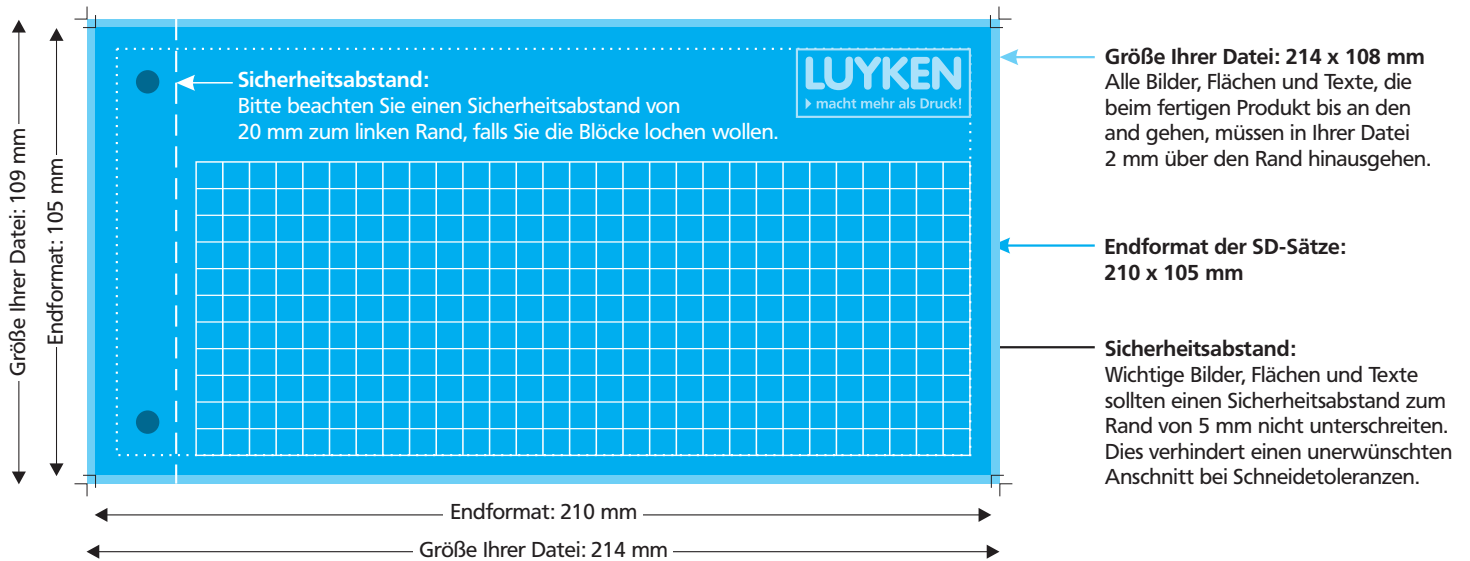 Größe Ihrer Datei: 109 mm
Endformat: 105 mm
Sicherheitsabstand:
Bitte beachten Sie einen Sicherheitsabstand von
20 mm zum linken Rand, falls Sie die Blöcke lochen wollen.
LUYKEN
macht mehr als Druck!
Größe Ihrer Datei: 214 x 108 mm
Alle Bilder, Flächen und Texte, die
beim fertigen Produkt bis an den
and gehen, müssen in Ihrer Datei
2 mm über den Rand hinausgehen.
Endformat der SD-Sätze:
210 x 105 mm
Sicherheitsabstand:
Wichtige Bilder, Flächen und Texte
sollten einen Sicherheitsabstand zum
Rand von 5 mm nicht unterschreiten.
Dies verhindert einen unerwünschten
Anschnitt bei Schneidetoleranzen.
Endformat: 210 mm
Größe Ihrer Datei: 214 mm